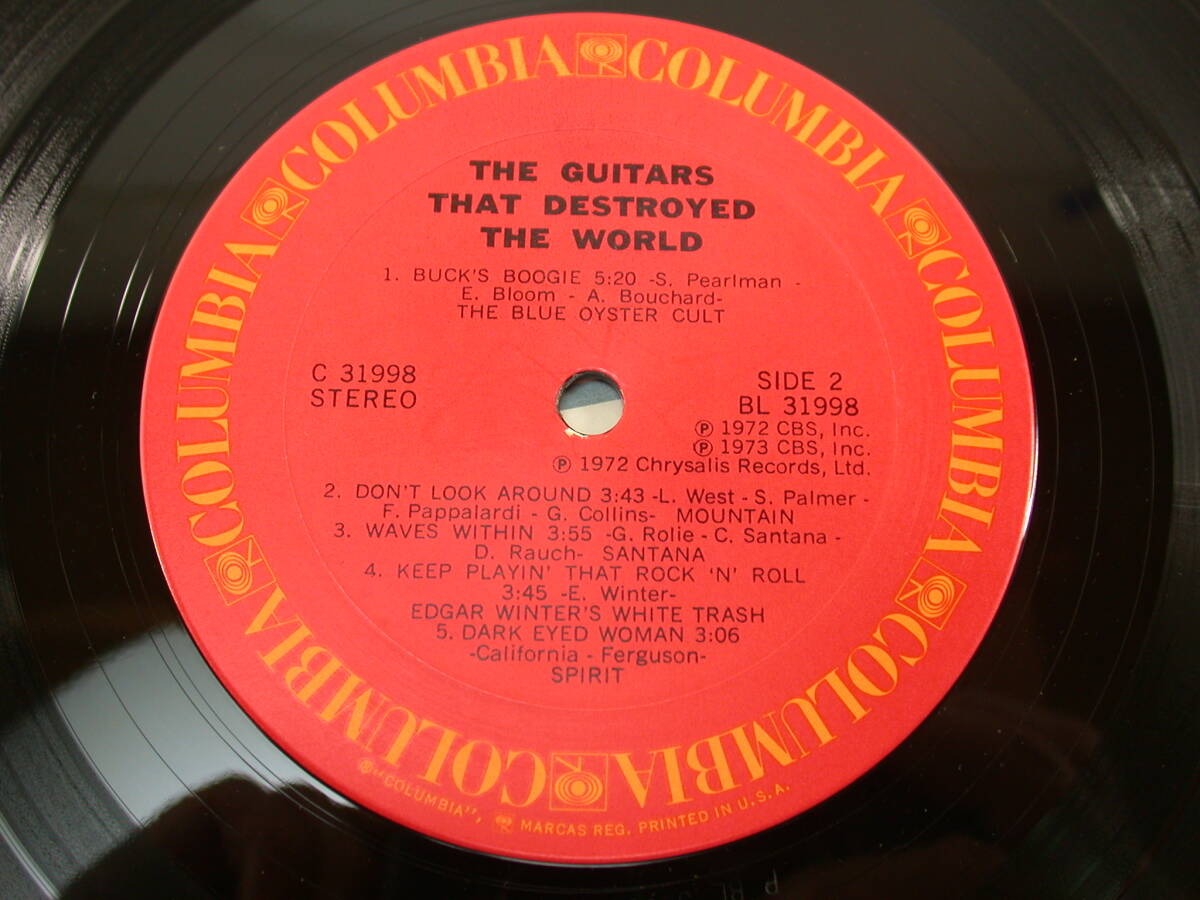 COLUMBIA COLUMBIA COLUMBIA COLUMBIA COLUMBIA COLUMBIA
THE GUITARS
THAT DESTROYED
THE WORLD
1. BUCK'S BOOGIE 5:20 -S. Pearlman -
E. Bloom - A. Bouchard-
THE BLUE OYSTER CULT
C 31998
STEREO
SIDE 2
BL 31998
Ⓟ 1972 CBS, Inc.
Ⓟ 1973 CBS, Inc.
Ⓟ 1972 Chrysalis Records, Ltd.
2. DON'T LOOK AROUND 3:43 -L. West - S. Palmer -
F. Pappalardi - G. Collins- MOUNTAIN
3. WAVES WITHIN 3:55 -G. Rolie - C. Santana -
D. Rauch- SANTANA
4. KEEP PLAYIN' THAT ROCK 'N' ROLL
3:45 -E. Winter-
EDGAR WINTER'S WHITE TRASH
5. DARK EYED WOMAN 3:06
-California - Ferguson-
SPIRIT
®"COLUMBIA", MARCAS REG. PRINTED IN U.S.A.